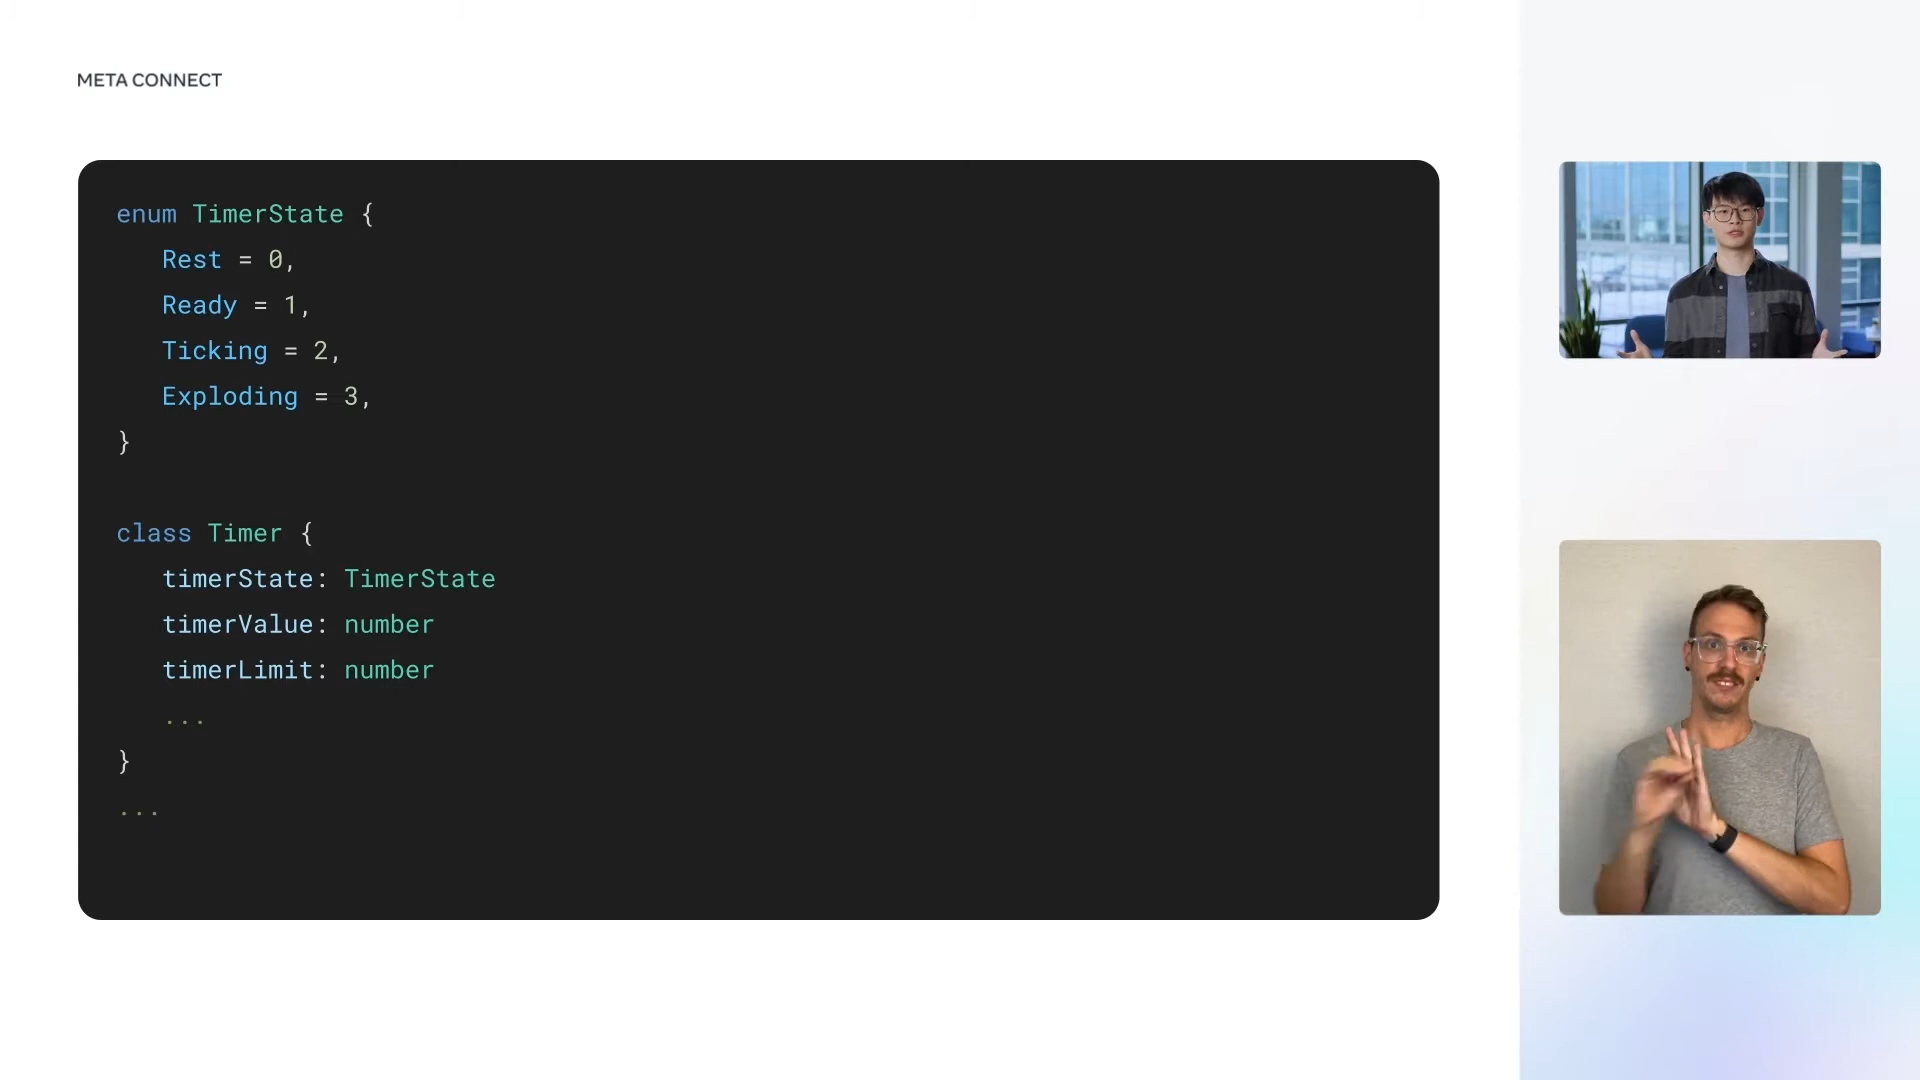 META CONNECT
enum TimerState {
Rest = 0,
Ready = 1,
Ticking = 2,
Exploding = 3,
}
class Timer {
timerState: TimerState
timerValue: number
timerLimit: number
...
}
...